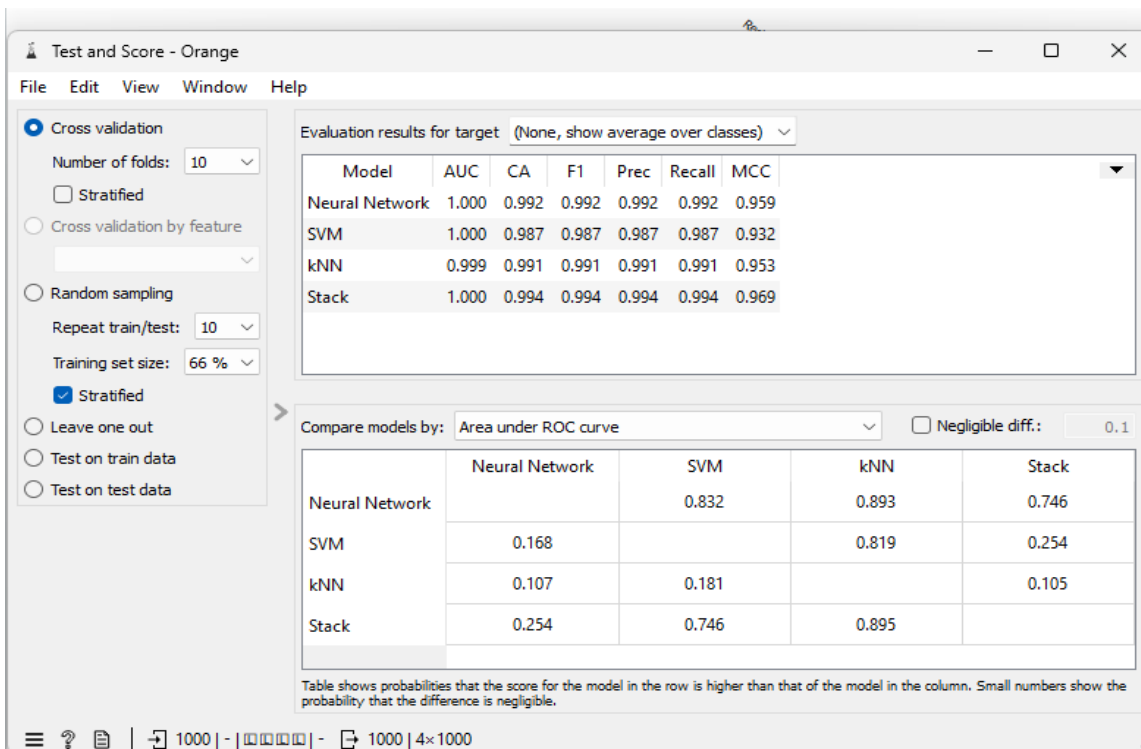 Test and Score - Orange
File Edit View Window Help
Cross validation
Number of folds: 10
Stratified
Cross validation by feature
Random sampling
Repeat train/test: 10
Training set size: 66 %
Stratified
Leave one out
Test on train data
Test on test data
Evaluation results for target (None, show average over classes)
Model AUC CA F1 Prec Recall MCC
Neural Network 1.000 0.992 0.992 0.992 0.992 0.959
SVM 1.000 0.987 0.987 0.987 0.987 0.932
kNN 0.999 0.991 0.991 0.991 0.991 0.953
Stack 1.000 0.994 0.994 0.994 0.994 0.969
Compare models by: Area under ROC curve
Negligible diff.: 0.1
Neural Network SVM kNN Stack
Neural Network 0.832 0.893 0.746
SVM 0.168 0.819 0.254
kNN 0.107 0.181 0.105
Stack 0.254 0.746 0.895
Table shows probabilities that the score for the model in the row is higher than that of the model in the column. Small numbers show the
probability that the difference is negligible.
1000 | - | | - 1000 | 4×1000